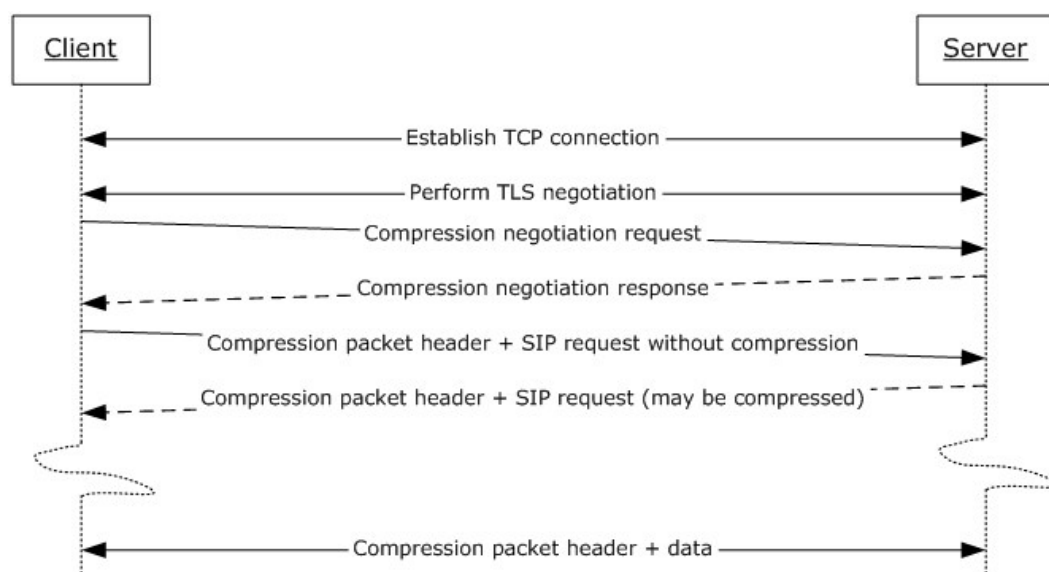 Client
Server
Establish TCP connection
Perform TLS negotiation
Compression negotiation request
Compression negotiation response
Compression packet header + SIP request without compression
Compression packet header + SIP request (may be compressed)
Compression packet header + data